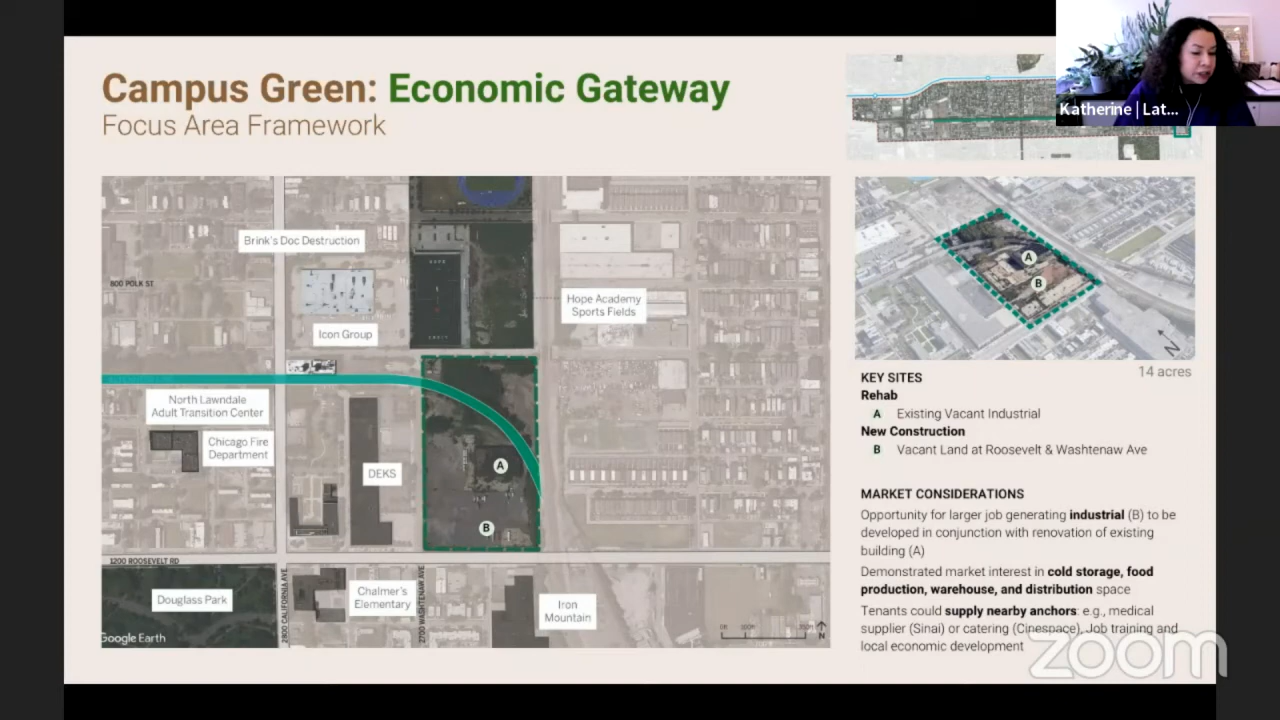 Campus Green: Economic Gateway
Focus Area Framework
Katherine | Lat...
Brink's Doc Destruction
800 POLK ST
Icon Group
Hope Academy
Sports Fields
North Lawndale
Adult Transition Center
Chicago Fire
Department
DEKS
A
B
1200 ROOSEVELT RD
Douglass Park
2800 CALIFORNIA AVE
Chalmer's
Elementary
2700 WASHTENAW AVE
Iron
Mountain
Google Earth
N
A
B
N
14 acres
KEY SITES
Rehab
A Existing Vacant Industrial
New Construction
B Vacant Land at Roosevelt & Washtenaw Ave
MARKET CONSIDERATIONS
Opportunity for larger job generating industrial (B) to be
developed in conjunction with renovation of existing
building (A)
Demonstrated market interest in cold storage, food
production, warehouse, and distribution space
Tenants could supply nearby anchors: e.g., medical
supplier (Sinai) or catering (Cinespace), Job training and
local economic development
zoom